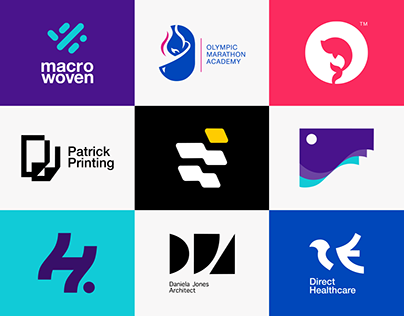 macro
woven
OLYMPIC
MARATHON
ACADEMY
TM
Patrick
Printing
H.
Daniela Jones
Architect
Direct
Healthcare